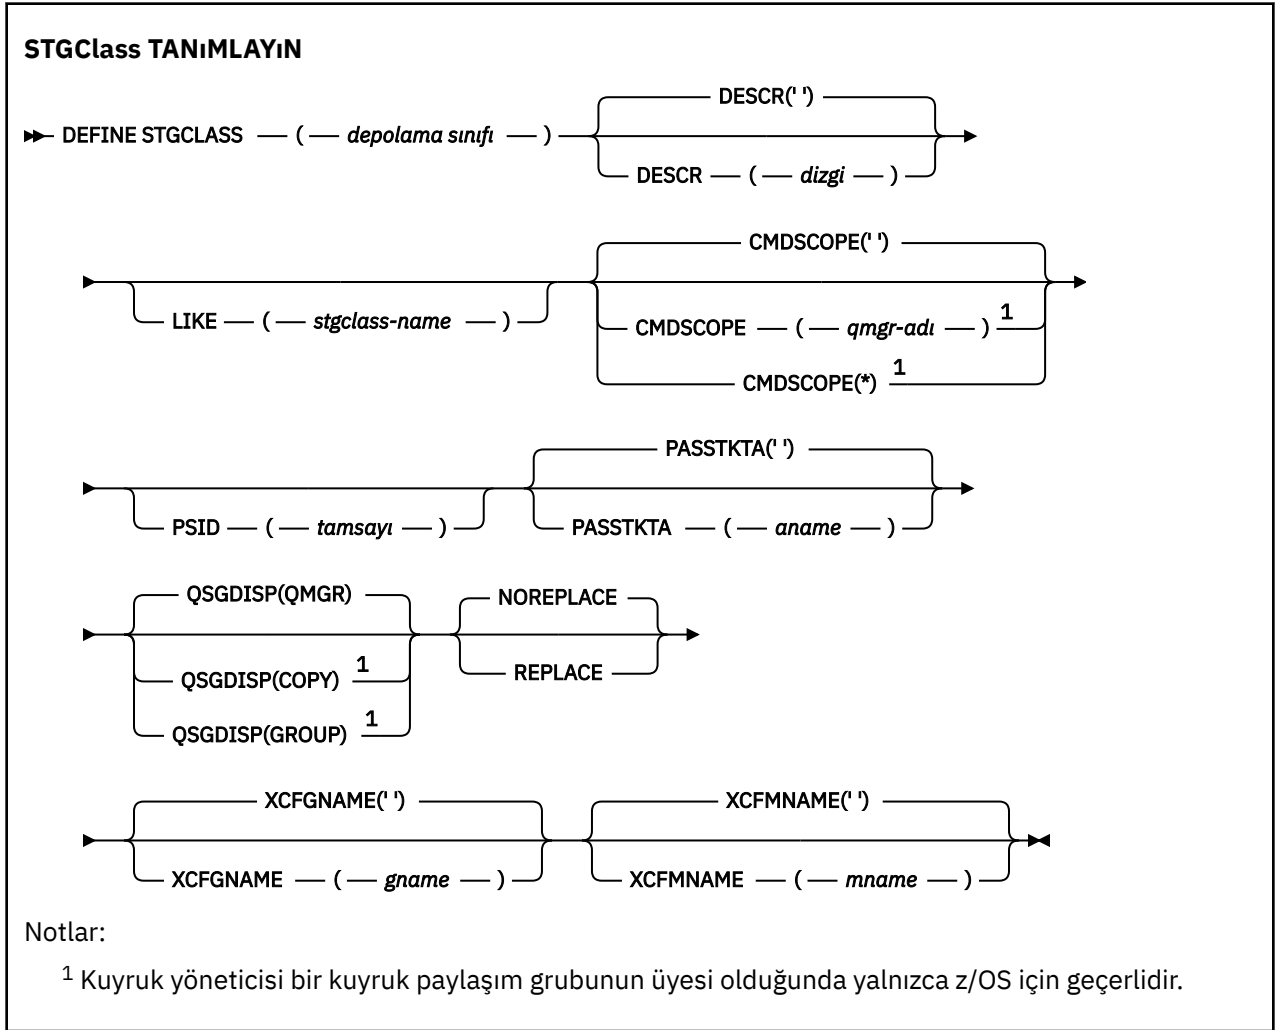 STGClass TANıMLAYıN
DESCR(' ')
DEFINE STGCLASS ( depolama sınıfı )
DESCR ( dizgi )
CMDSCOPE(' ')
LIKE ( stgclass-name )
CMDSCOPE ( qmgr-adı ) 1
CMDSCOPE(*) 1
PASSTKTA(' ')
PSID ( tamsayı )
PASSTKTA ( aname )
QSGDISP(QMGR)
NOREPLACE
QSGDISP(COPY) 1
REPLACE
QSGDISP(GROUP) 1
XCFGNAME(' ')
XCFMNAME(' ')
XCFGNAME ( gname )
XCFMNAME ( mname )
Notlar:
1 Kuyruk yöneticisi bir kuyruk paylaşım grubunun üyesi olduğunda yalnızca z/OS için geçerlidir.